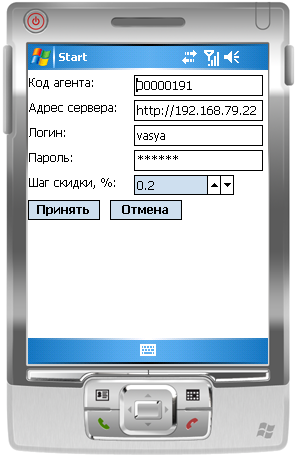 Start
Код агента: 00000191
Адрес сервера: http://192.168.79.22
Логин: vasya
Пароль: ******
Шаг скидки, %: 0.2
Принять Отмена